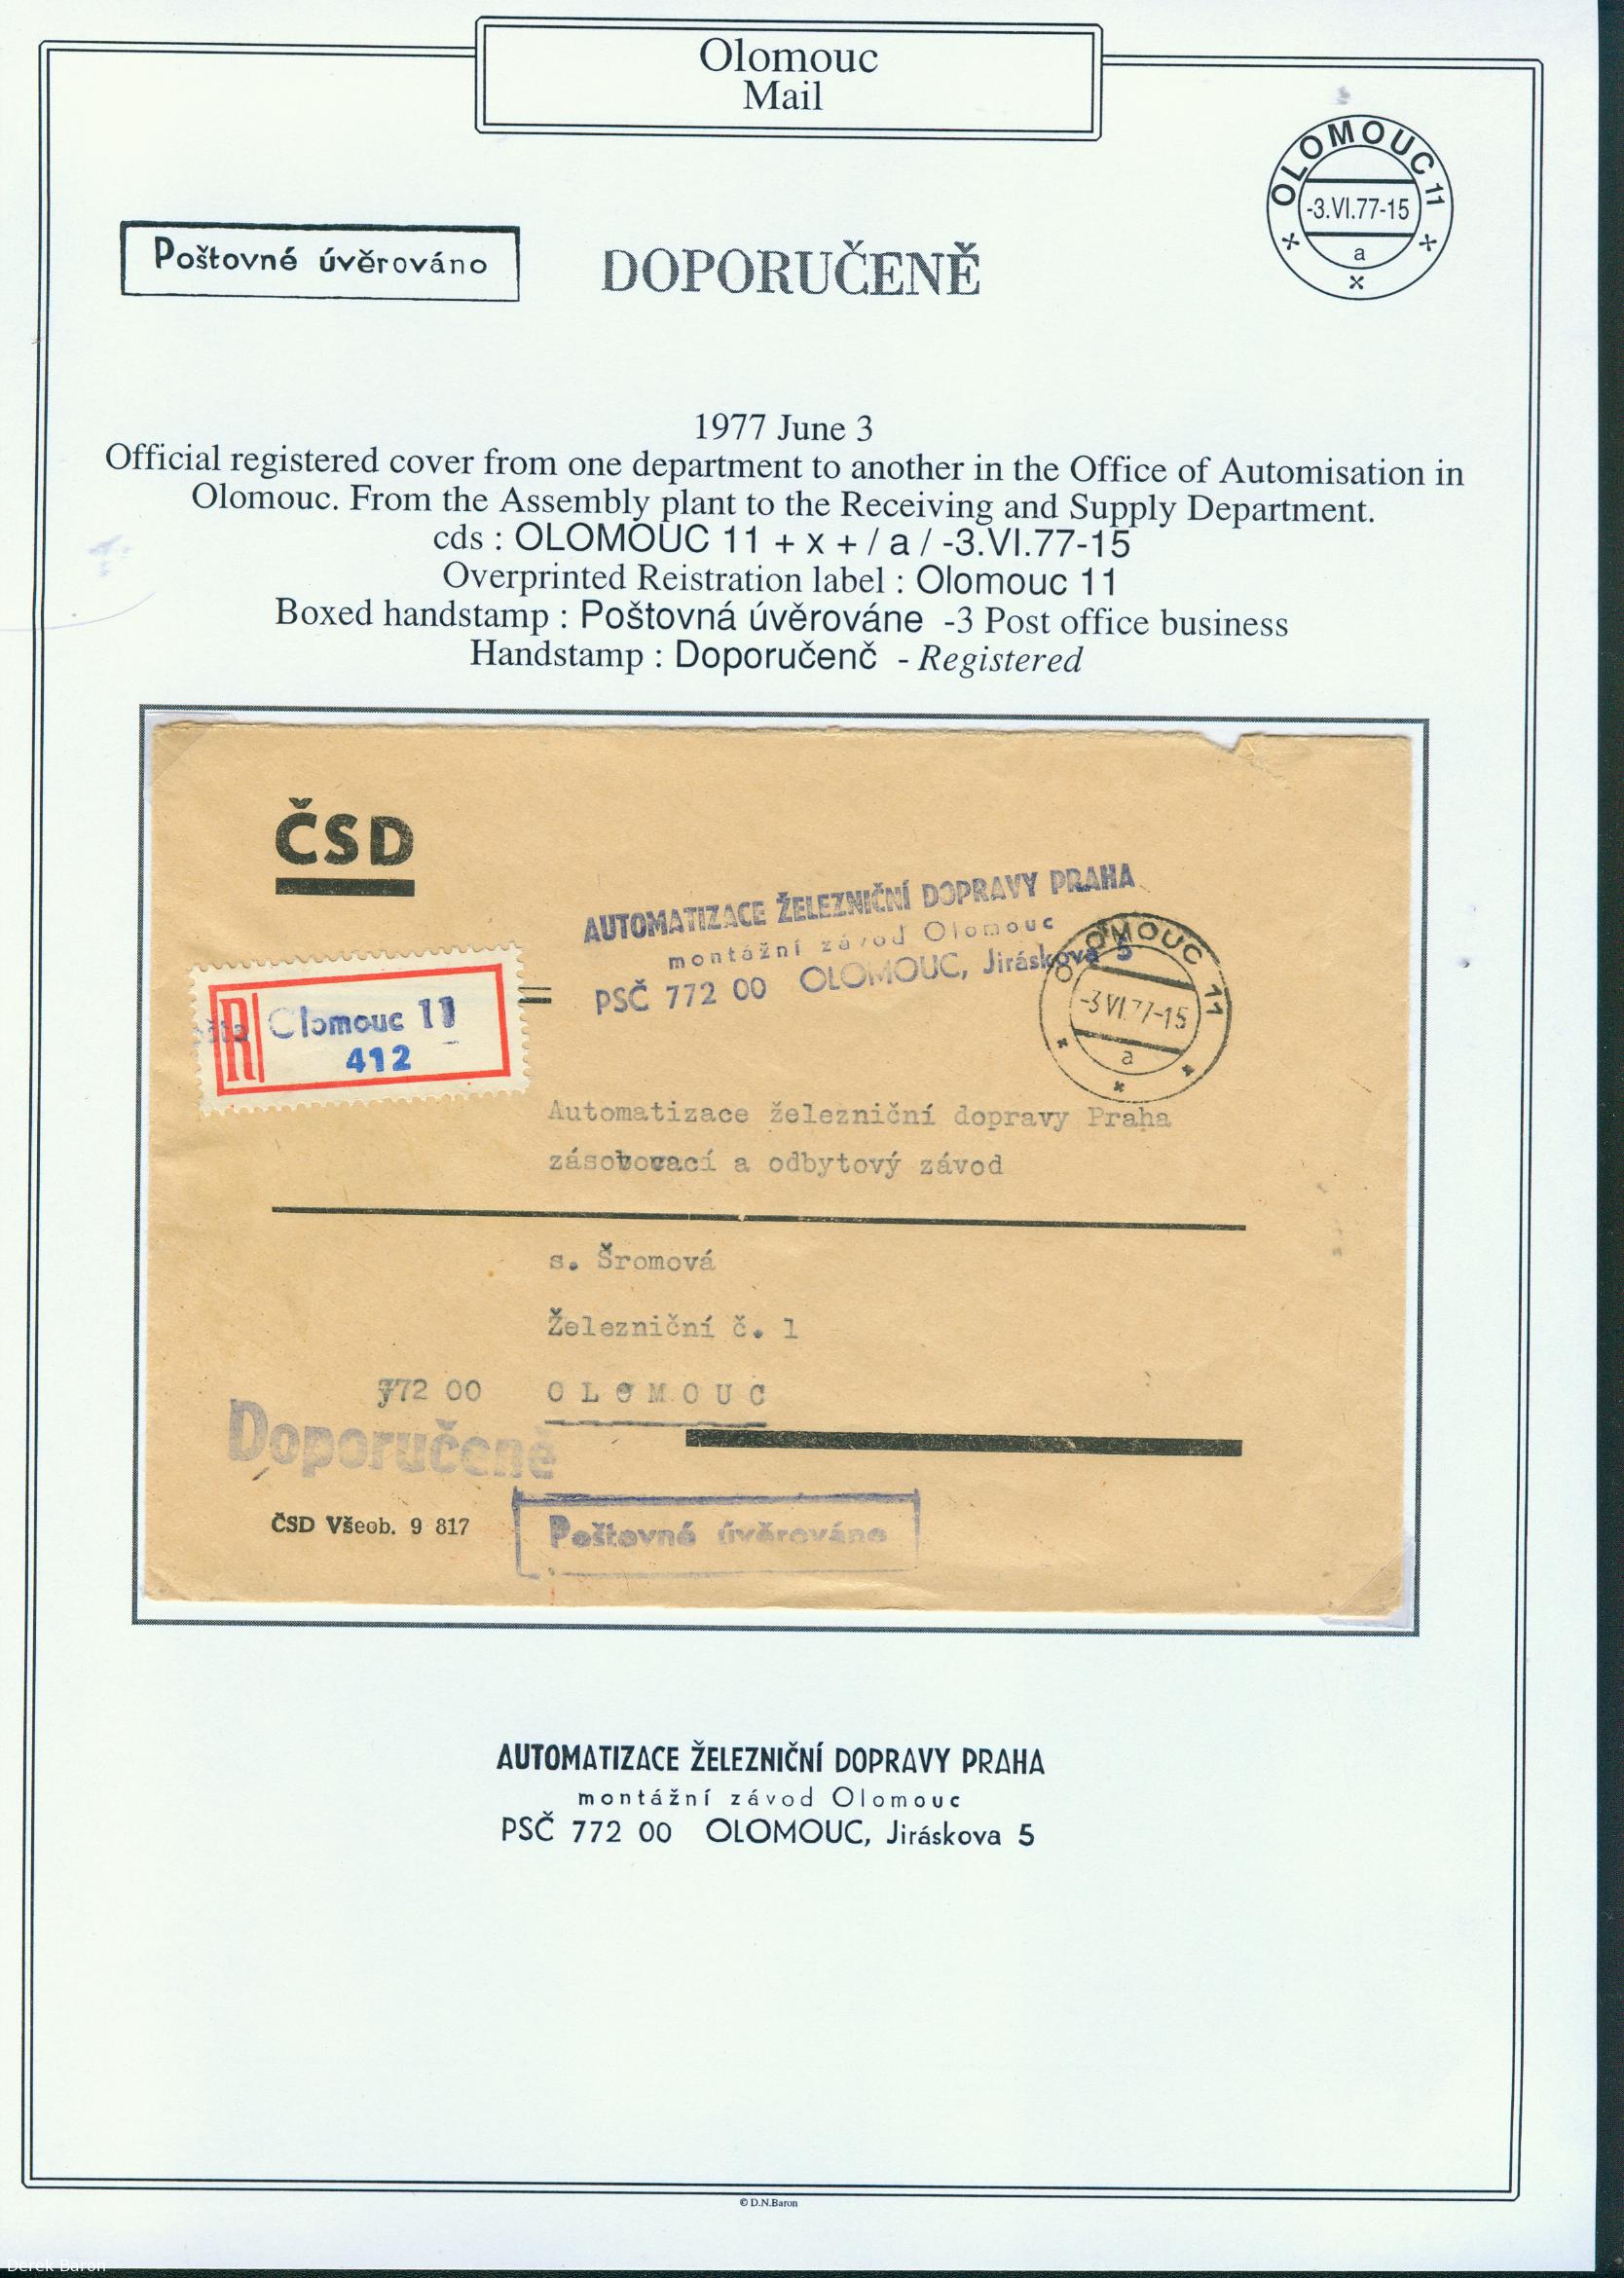 Olomouc
Mail
OLOMOUC 11
-3.VI.77-15
a
Poštovné úvěrováno
DOPORUČENĚ
1977 June 3
Official registered cover from one department to another in the Office of Automisation in
Olomouc. From the Assembly plant to the Receiving and Supply Department.
cds : OLOMOUC 11 + x + / a / -3.VI.77-15
Overprinted Reistration label : Olomouc 11
Boxed handstamp : Poštovná úvěrováne -3 Post office business
Handstamp : Doporučenč - Registered
ČSD
AUTOMATIZACE ŽELEZNIČNÍ DOPRAVY PRAHA
montážní závod Olomouc
PSČ 772 00 OLOMOUC, Jiráskova 5
OLOMOUC 11
-3.VI.77-15
a
R Olomouc 11
412
Automatizace železniční dopravy Praha
zásobovací a odbytový závod
s. Šromová
Železniční č. 1
772 00 OLOMOUC
Doporučeně
ČSD Všeob. 9 817
Poštovné úvěrováno
AUTOMATIZACE ŽELEZNIČNÍ DOPRAVY PRAHA
montážní závod Olomouc
PSČ 772 00 OLOMOUC, Jiráskova 5
© D.N.Baron
Derek Baron